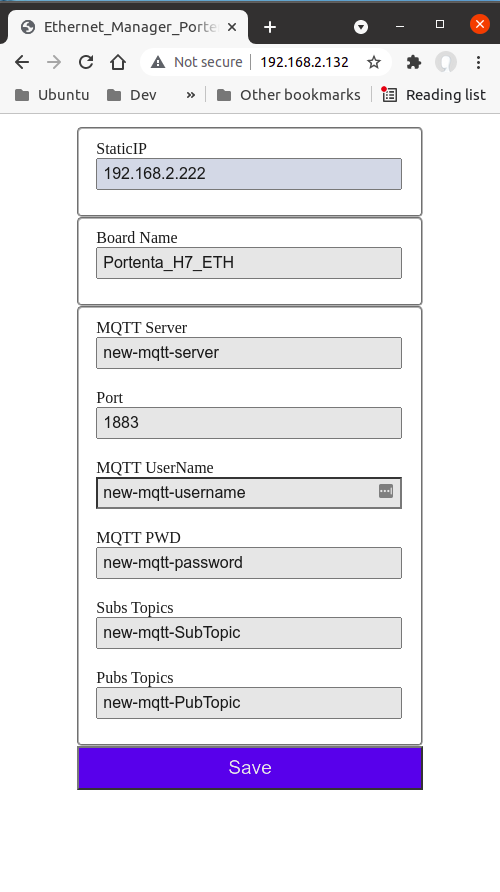 Ethernet_Manager_Porte
Not secure 192.168.2.132
Ubuntu Dev » Other bookmarks Reading list
StaticIP
192.168.2.222
Board Name
Portenta_H7_ETH
MQTT Server
new-mqtt-server
Port
1883
MQTT UserName
new-mqtt-username
MQTT PWD
new-mqtt-password
Subs Topics
new-mqtt-SubTopic
Pubs Topics
new-mqtt-PubTopic
Save